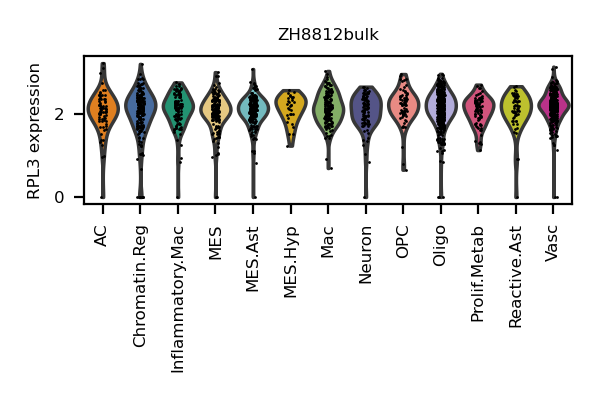 ZH8812bulk
RPL3 expression
2
0
AC
Chromatin.Reg
Inflammatory.Mac
MES
MES.Ast
MES.Hyp
Mac
Neuron
OPC
Oligo
Prolif.Metab
Reactive.Ast
Vasc